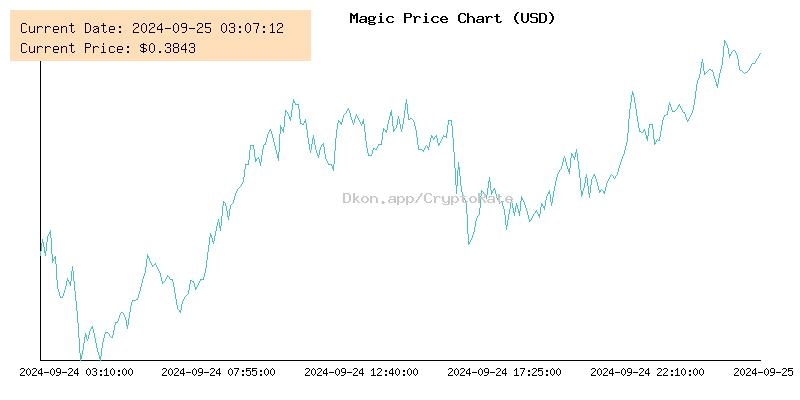 Magic Price Chart (USD)
Current Date: 2024-09-25 03:07:12
Current Price: $0.3843
Dkon.app/CryptoRate
2024-09-24 03:10:00 2024-09-24 07:55:00 2024-09-24 12:40:00 2024-09-24 17:25:00 2024-09-24 22:10:00 2024-09-25